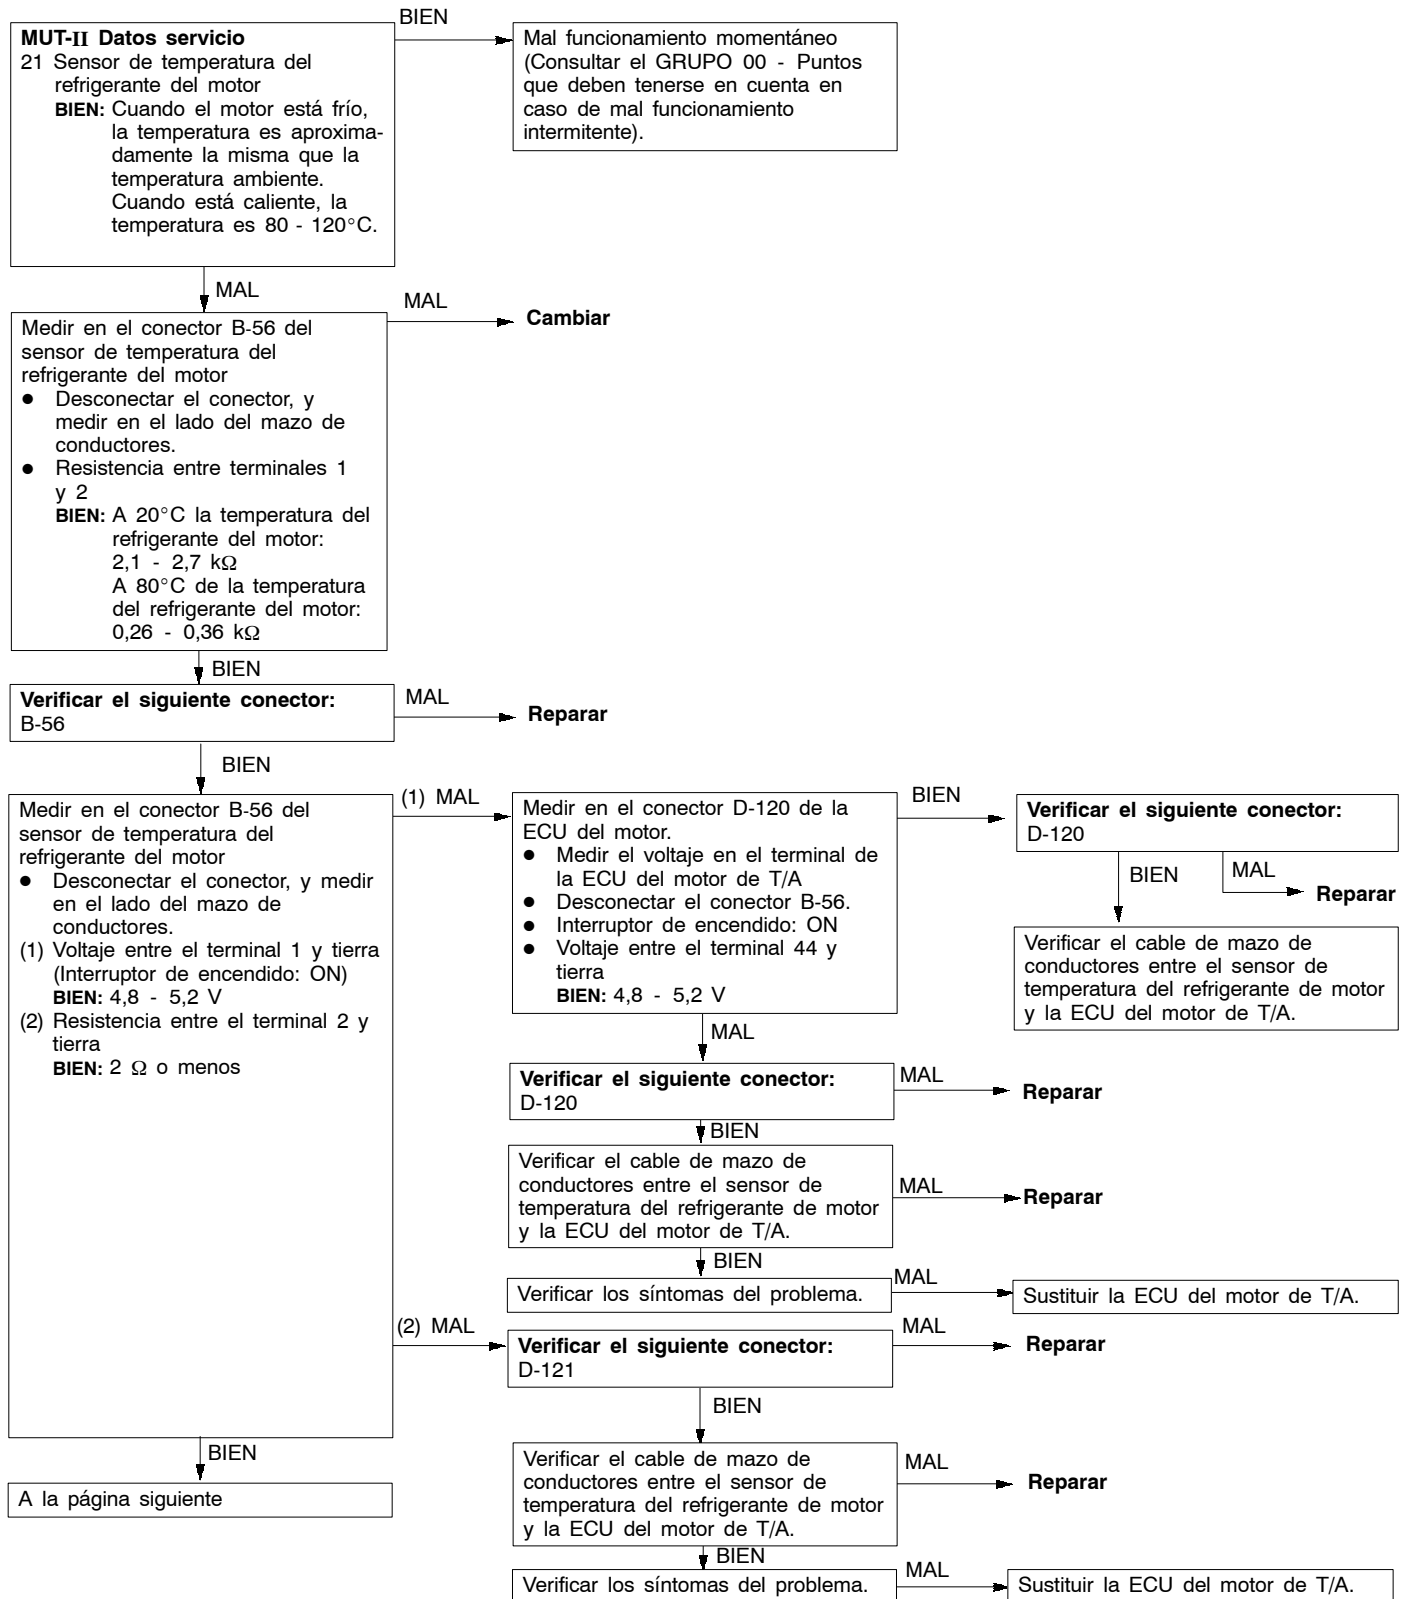 BIEN
MUT-II Datos servicio
21 Sensor de temperatura del
refrigerante del motor
BIEN: Cuando el motor está frío,
la temperatura es aproxima-
damente la misma que la
temperatura ambiente.
Cuando está caliente, la
temperatura es 80 - 120°C.
Mal funcionamiento momentáneo
(Consultar el GRUPO 00 - Puntos
que deben tenerse en cuenta en
caso de mal funcionamiento
intermitente).
MAL
MAL
Cambiar
Medir en el conector B-56 del
sensor de temperatura del
refrigerante del motor
● Desconectar el conector, y
medir en el lado del mazo de
conductores.
● Resistencia entre terminales 1
y 2
BIEN: A 20°C la temperatura del
refrigerante del motor:
2,1 - 2,7 kΩ
A 80°C de la temperatura
del refrigerante del motor:
0,26 - 0,36 kΩ
BIEN
Verificar el siguiente conector:
B-56
MAL
Reparar
BIEN
Medir en el conector B-56 del
sensor de temperatura del
refrigerante del motor
● Desconectar el conector, y medir
en el lado del mazo de
conductores.
(1) Voltaje entre el terminal 1 y tierra
(Interruptor de encendido: ON)
BIEN: 4,8 - 5,2 V
(2) Resistencia entre el terminal 2 y
tierra
BIEN: 2 Ω o menos
(1) MAL
Medir en el conector D-120 de la
ECU del motor.
● Medir el voltaje en el terminal de
la ECU del motor de T/A
● Desconectar el conector B-56.
● Interruptor de encendido: ON
● Voltaje entre el terminal 44 y
tierra
BIEN: 4,8 - 5,2 V
BIEN
Verificar el siguiente conector:
D-120
BIEN
MAL
Reparar
Verificar el cable de mazo de
conductores entre el sensor de
temperatura del refrigerante de motor
y la ECU del motor de T/A.
MAL
Verificar el siguiente conector:
D-120
MAL
Reparar
BIEN
Verificar el cable de mazo de
conductores entre el sensor de
temperatura del refrigerante de motor
y la ECU del motor de T/A.
MAL
Reparar
BIEN
Verificar los síntomas del problema.
MAL
Sustituir la ECU del motor de T/A.
(2) MAL
Verificar el siguiente conector:
D-121
MAL
Reparar
BIEN
Verificar el cable de mazo de
conductores entre el sensor de
temperatura del refrigerante de motor
y la ECU del motor de T/A.
MAL
Reparar
BIEN
Verificar los síntomas del problema.
MAL
Sustituir la ECU del motor de T/A.
BIEN
A la página siguiente